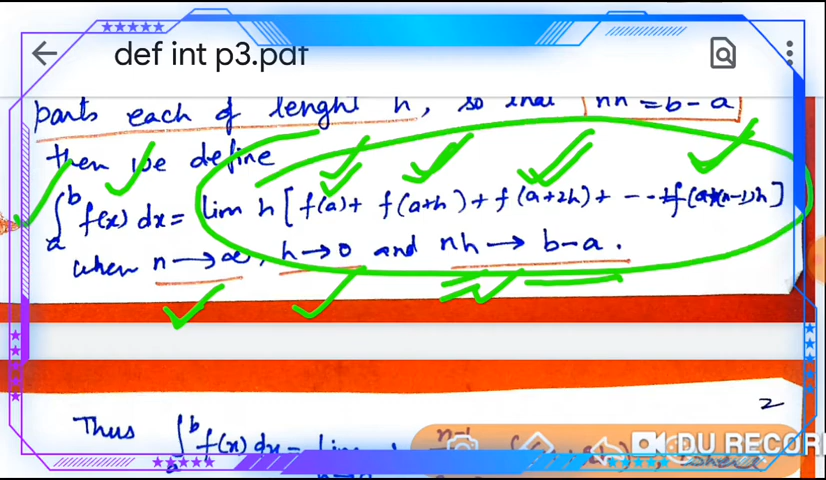 def int p3.pdf
parts each of lenght h, so that nh = b-a
then we define
∫ₐᵇ f(x) dx = lim h [ f(a) + f(a+h) + f(a+2h) + --- + f(a+(n-1)h ]
when n → ∞, h → 0 and nh → b-a.
2
Thus ∫ₐᵇ f(x) dx = lim
DU RECOR